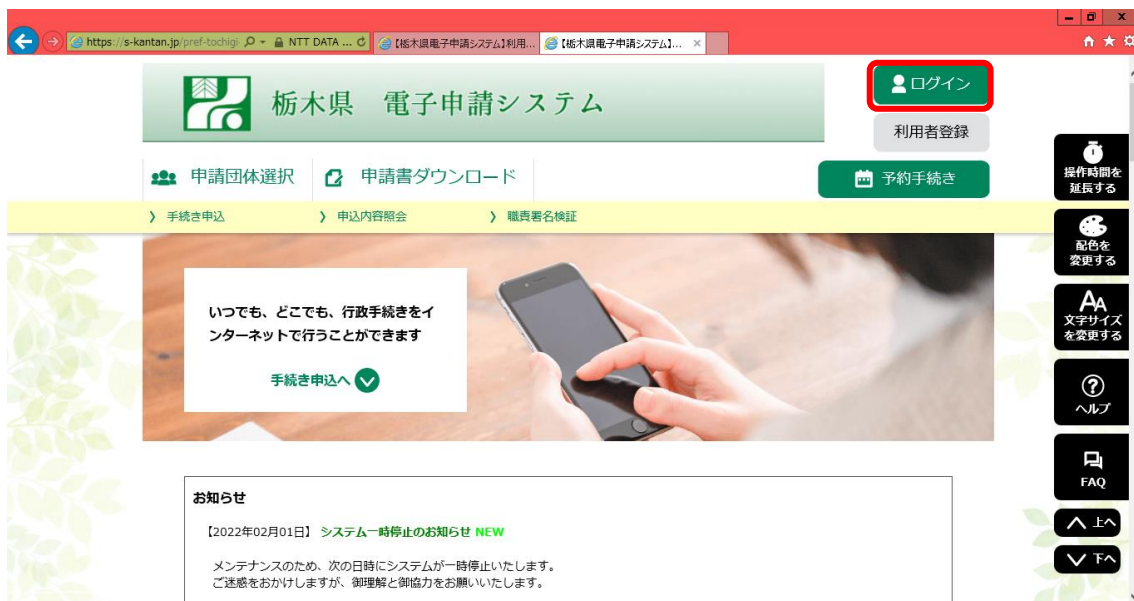 https://s-kantan.jp/pref-tochigi- NTT DATA ...
【栃木県電子申請システム】利用...
【栃木県電子申請システム】...
栃木県 電子申請システム
ログイン
利用者登録
申請団体選択
申請書ダウンロード
予約手続き
手続き申込
申込内容照会
職責署名検証
操作時間を
延長する
配色を
変更する
AA
文字サイズ
を変更する
ヘルプ
FAQ
上へ
下へ
いつでも、どこでも、行政手続きをイ
ンターネットで行うことができます
手続き申込へ
お知らせ
【2022年02月01日】 システム一時停止のお知らせ NEW
メンテナンスのため、次の日時にシステムが一時停止いたします。
ご迷惑をおかけしますが、御理解と御協力をお願いいたします。